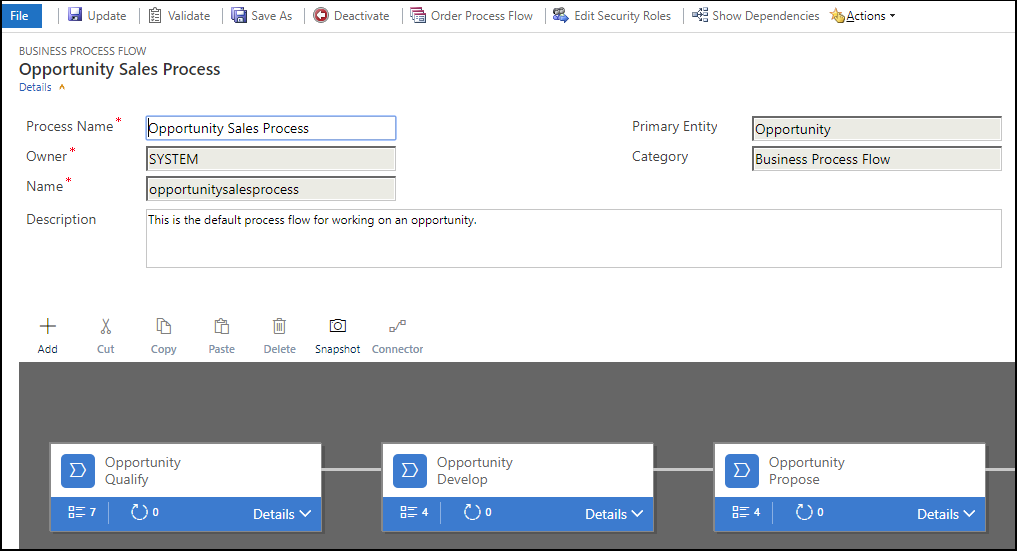 File Update Validate Save As Deactivate Order Process Flow Edit Security Roles Show Dependencies Actions
BUSINESS PROCESS FLOW
Opportunity Sales Process
Details
Process Name* Opportunity Sales Process Primary Entity Opportunity
Owner* SYSTEM Category Business Process Flow
Name* opportunitysalesprocess
Description This is the default process flow for working on an opportunity.
Add Cut Copy Paste Delete Snapshot Connector
Opportunity Opportunity Opportunity
Qualify Develop Propose
7 0 Details 4 0 Details 4 0 Details